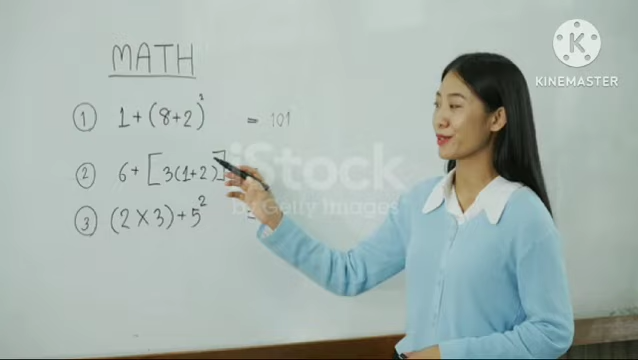 MATH
K
KINEMASTER
① 1 + (8+2)³ = 101
② 6 + [3(1+2)]
③ (2 × 3) + 5² =
iStock
by Getty Images